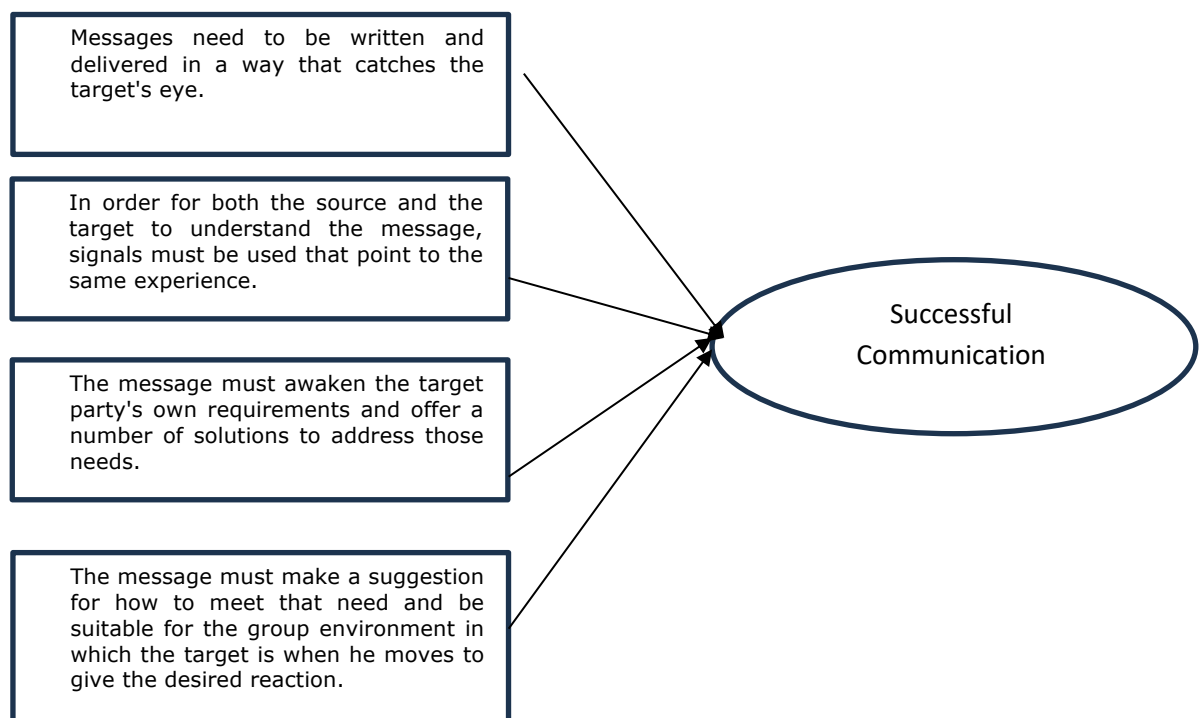 Messages need to be written and
delivered in a way that catches the
target's eye.
In order for both the source and the
target to understand the message,
signals must be used that point to the
same experience.
The message must awaken the target
party's own requirements and offer a
number of solutions to address those
needs.
The message must make a suggestion
for how to meet that need and be
suitable for the group environment in
which the target is when he moves to
give the desired reaction.
Successful
Communication